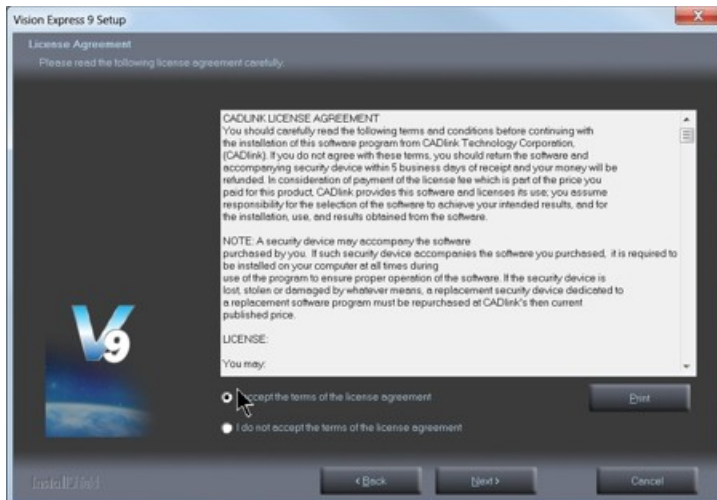 Vision Express 9 Setup
License Agreement
Please read the following license agreement carefully.
CADLINK LICENSE AGREEMENT
You should carefully read the following terms and conditions before continuing with
the installation of this software program from CADlink Technology Corporation,
(CADlink). If you do not agree with these terms, you should return the software and
accompanying security device within 5 business days of receipt and your money will be
refunded. In consideration of payment of the license fee which is part of the price you
paid for this product, CADlink provides this software and licenses its use; you assume
responsibility for the selection of the software to achieve your intended results, and for
the installation, use, and results obtained from the software.
NOTE: A security device may accompany the software
purchased by you. If such security device accompanies the software you purchased, it is required to
be installed on your computer at all times during
use of the program to ensure proper operation of the software. If the security device is
lost, stolen or damaged by whatever means, a replacement security device dedicated to
a replacement software program must be repurchased at CADlink's then current
published price.
LICENSE:
You may:
V9
accept the terms of the license agreement
Print
I do not accept the terms of the license agreement
InstallShield
< Back
Next >
Cancel